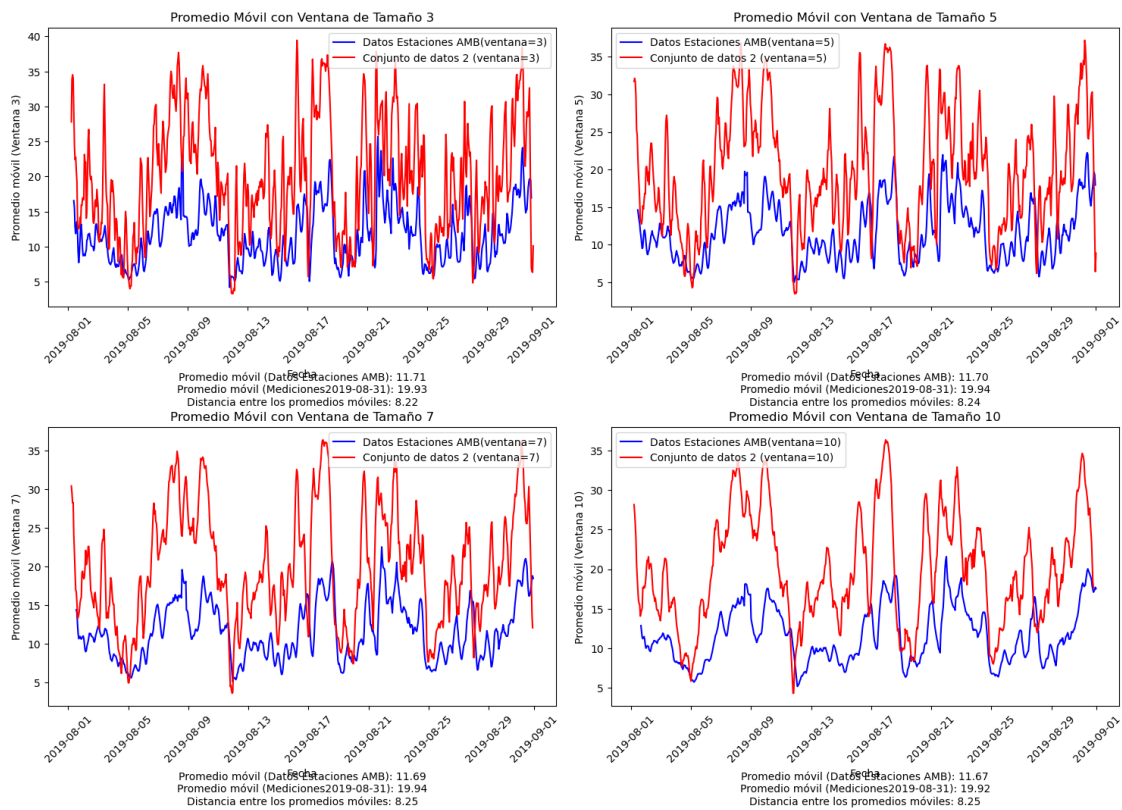 Promedio Móvil con Ventana de Tamaño 3
Datos Estaciones AMB(ventana=3)
Conjunto de datos 2 (ventana=3)
Promedio móvil (Ventana 3)
40
35
30
25
20
15
10
5
2019-08-01
2019-08-05
2019-08-09
2019-08-13
2019-08-17
2019-08-21
2019-08-25
2019-08-29
2019-09-01
Fecha
Promedio móvil (Datos Estaciones AMB): 11.71
Promedio móvil (Mediciones2019-08-31): 19.93
Distancia entre los promedios móviles: 8.22
Promedio Móvil con Ventana de Tamaño 5
Datos Estaciones AMB(ventana=5)
Conjunto de datos 2 (ventana=5)
Promedio móvil (Ventana 5)
35
30
25
20
15
10
5
2019-08-01
2019-08-05
2019-08-09
2019-08-13
2019-08-17
2019-08-21
2019-08-25
2019-08-29
2019-09-01
Fecha
Promedio móvil (Datos Estaciones AMB): 11.70
Promedio móvil (Mediciones2019-08-31): 19.94
Distancia entre los promedios móviles: 8.24
Promedio Móvil con Ventana de Tamaño 7
Datos Estaciones AMB(ventana=7)
Conjunto de datos 2 (ventana=7)
Promedio móvil (Ventana 7)
35
30
25
20
15
10
5
2019-08-01
2019-08-05
2019-08-09
2019-08-13
2019-08-17
2019-08-21
2019-08-25
2019-08-29
2019-09-01
Fecha
Promedio móvil (Datos Estaciones AMB): 11.69
Promedio móvil (Mediciones2019-08-31): 19.94
Distancia entre los promedios móviles: 8.25
Promedio Móvil con Ventana de Tamaño 10
Datos Estaciones AMB(ventana=10)
Conjunto de datos 2 (ventana=10)
Promedio móvil (Ventana 10)
35
30
25
20
15
10
5
2019-08-01
2019-08-05
2019-08-09
2019-08-13
2019-08-17
2019-08-21
2019-08-25
2019-08-29
2019-09-01
Fecha
Promedio móvil (Datos Estaciones AMB): 11.67
Promedio móvil (Mediciones2019-08-31): 19.92
Distancia entre los promedios móviles: 8.25